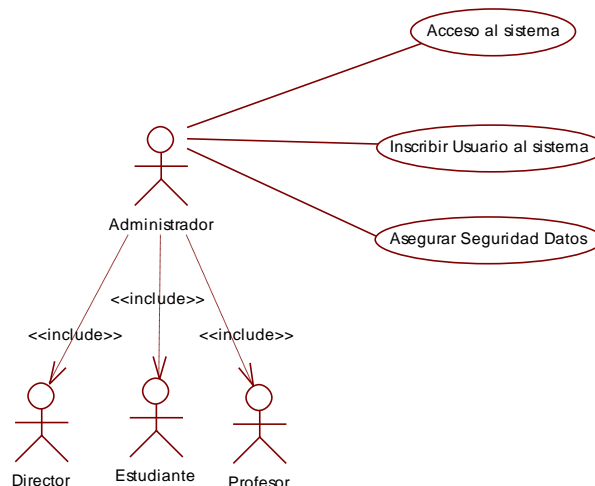 Acceso al sistema
Inscribir Usuario al sistema
Administrador
Asegurar Seguridad Datos
<<include>>
<<include>>
<<include>>
Director
Estudiante
Profesor